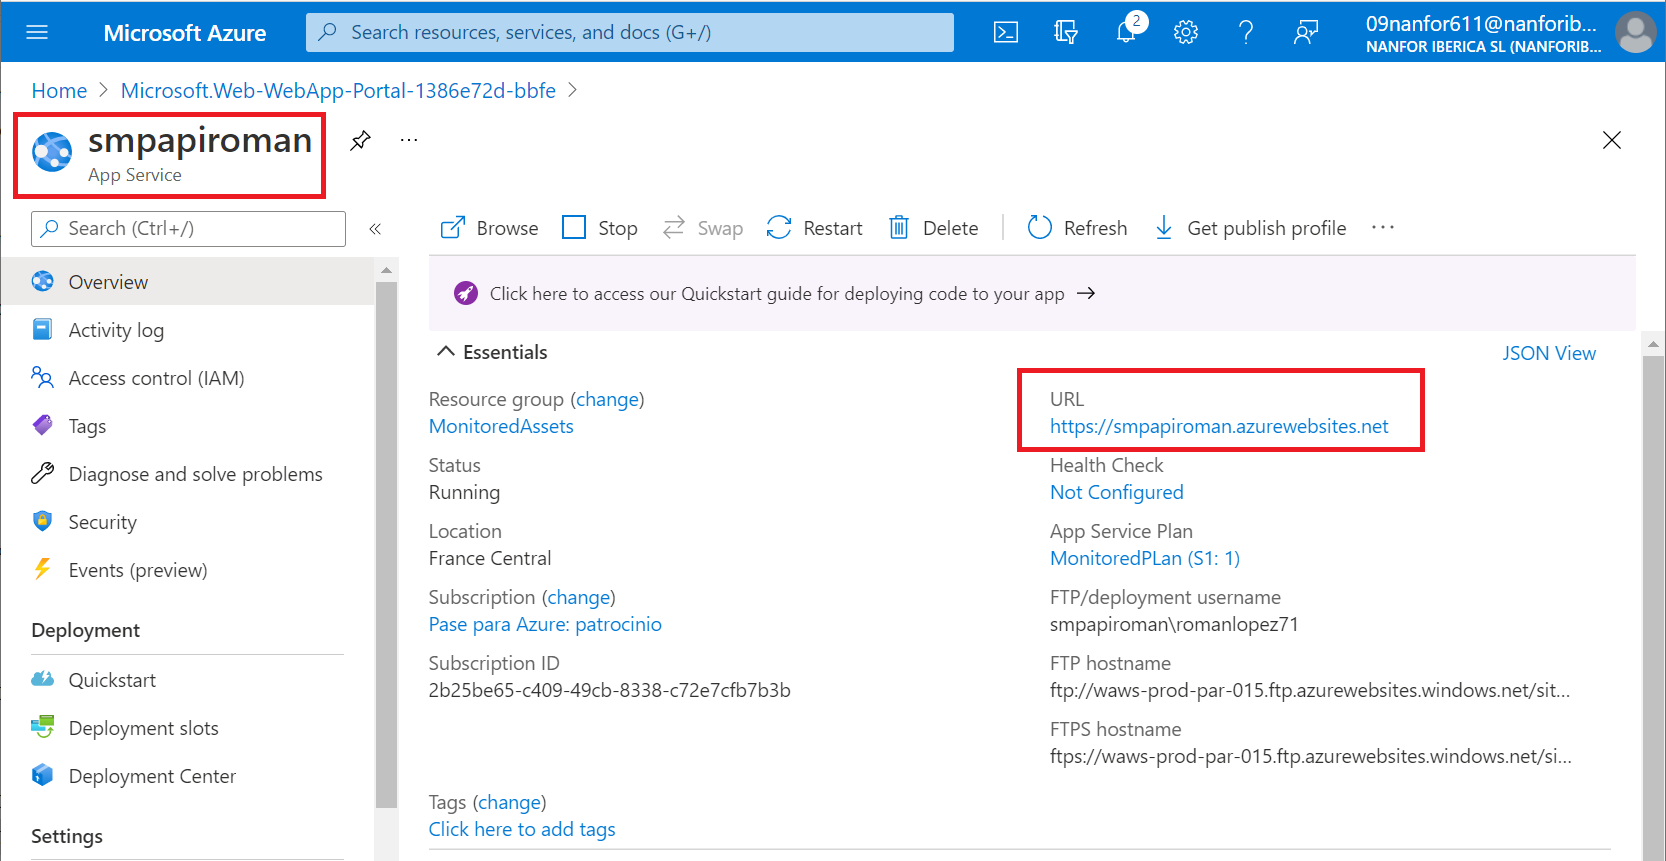 Microsoft Azure
Search resources, services, and docs (G+/)
2
09nanfor611@nanforib...
NANFOR IBERICA SL (NANFORIB...
Home > Microsoft.Web-WebApp-Portal-1386e72d-bbfe >
smpapiroman
...
App Service
Search (Ctrl+/)
«
Browse
Stop
Swap
Restart
Delete
Refresh
Get publish profile
...
Overview
Activity log
Access control (IAM)
Tags
Diagnose and solve problems
Security
Events (preview)
Deployment
Quickstart
Deployment slots
Deployment Center
Settings
Click here to access our Quickstart guide for deploying code to your app →
Essentials
JSON View
Resource group (change)
MonitoredAssets
Status
Running
Location
France Central
Subscription (change)
Pase para Azure: patrocinio
Subscription ID
2b25be65-c409-49cb-8338-c72e7cfb7b3b
URL
https://smpapiroman.azurewebsites.net
Health Check
Not Configured
App Service Plan
MonitoredPLan (S1: 1)
FTP/deployment username
smpapiroman\romanlopez71
FTP hostname
ftp://waws-prod-par-015.ftp.azurewebsites.windows.net/sit...
FTPS hostname
ftps://waws-prod-par-015.ftp.azurewebsites.windows.net/si...
Tags (change)
Click here to add tags